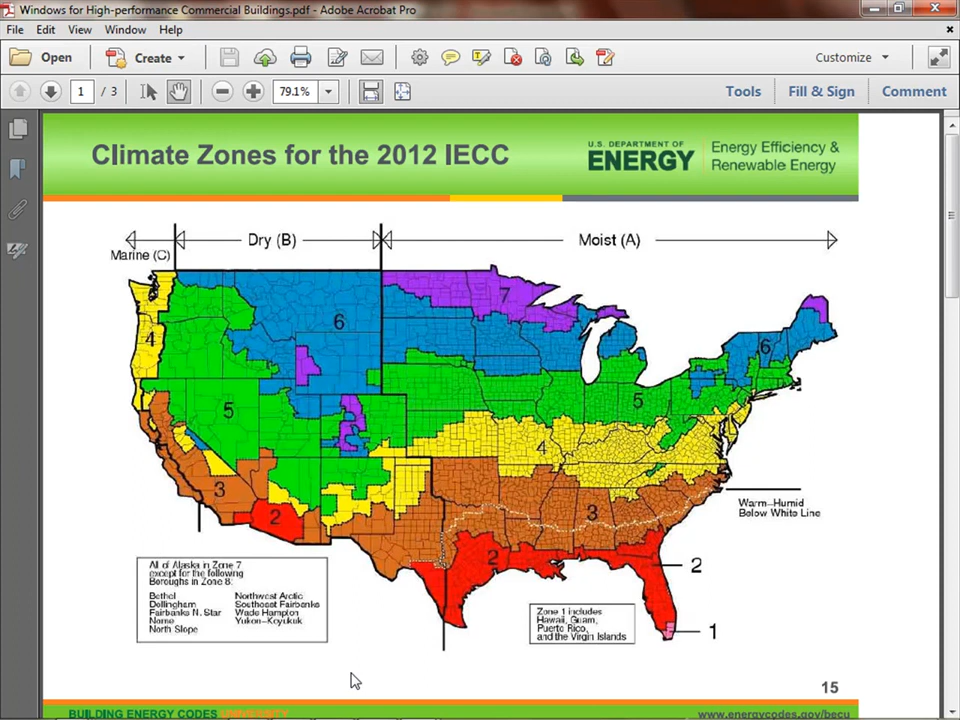 Windows for High-performance Commercial Buildings.pdf - Adobe Acrobat Pro
File Edit View Window Help
Open Create Customize
1 / 3 79.1% Tools Fill & Sign Comment
Climate Zones for the 2012 IECC
U.S. DEPARTMENT OF
ENERGY
Energy Efficiency &
Renewable Energy
Marine (C)
Dry (B)
Moist (A)
7
6
4
6
5
5
4
3
3
2
2
2
1
Warm-Humid
Below White Line
All of Alaska in Zone 7
except for the following
Boroughs in Zone 8:
Bethel Northwest Arctic
Dellingham Southeast Fairbanks
Fairbanks N. Star Wade Hampton
Nome Yukon-Koyukuk
North Slope
Zone 1 includes
Hawaii, Guam,
Puerto Rico,
and the Virgin Islands
15
BUILDING ENERGY CODES UNIVERSITY
www.energycodes.gov/becu